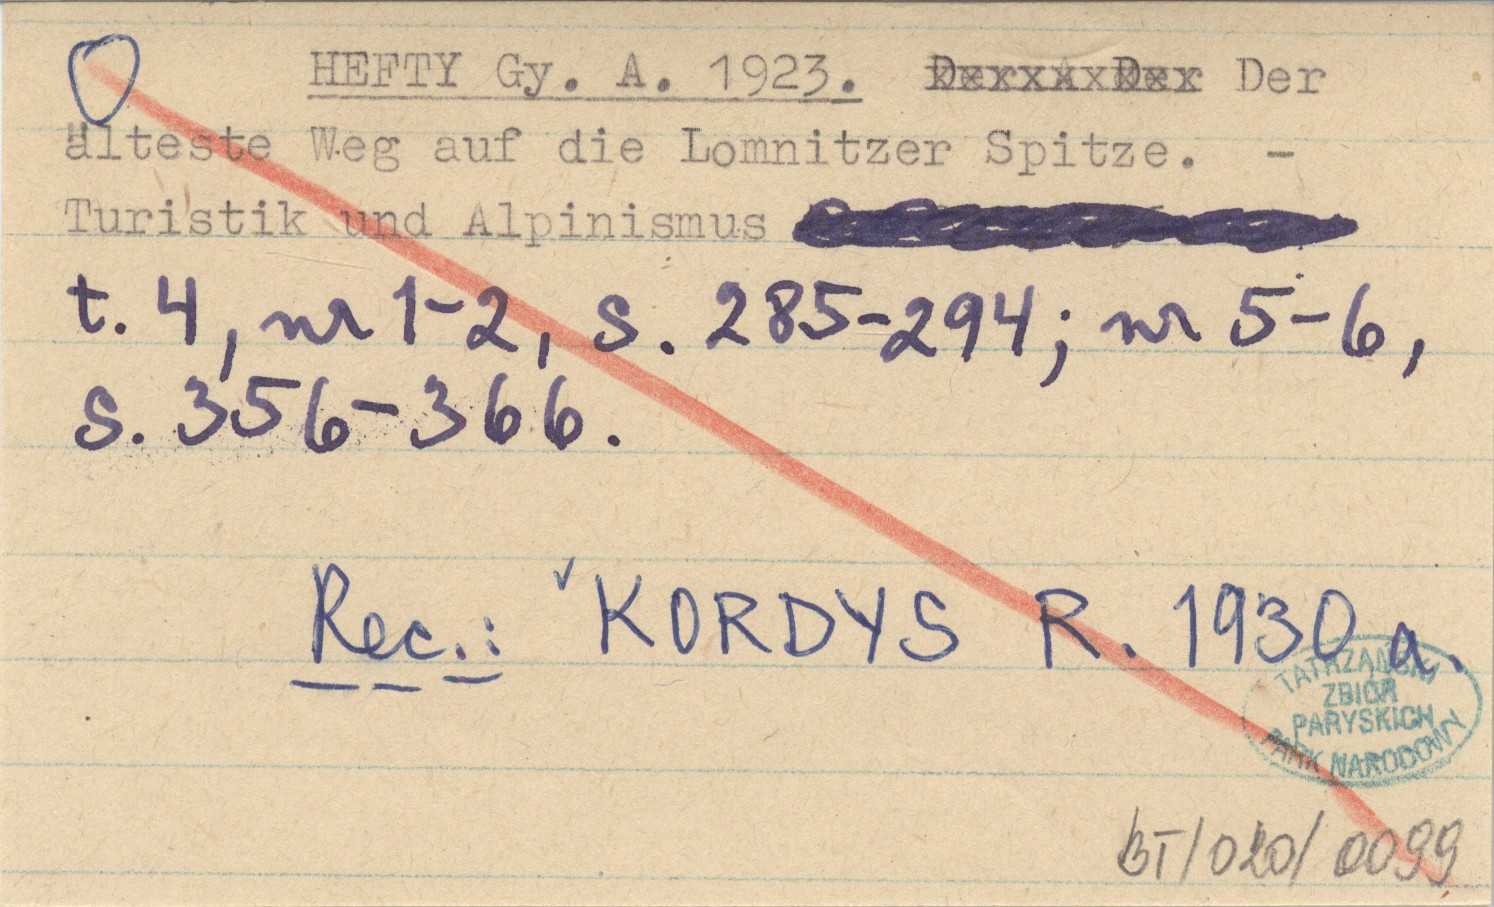 HEFTY Gy. A. 1923. Der
älteste Weg auf die Lomnitzer Spitze. -
Turistik und Alpinismus
t. 4, nr 1-2, s. 285-294; nr 5-6,
s. 356-366.
Rec.: KORDYS R. 1930 a.
TATRZAŃSKI
ZBIÓR
PARYSKICH
PARK NARODOWY
BT/020/0099